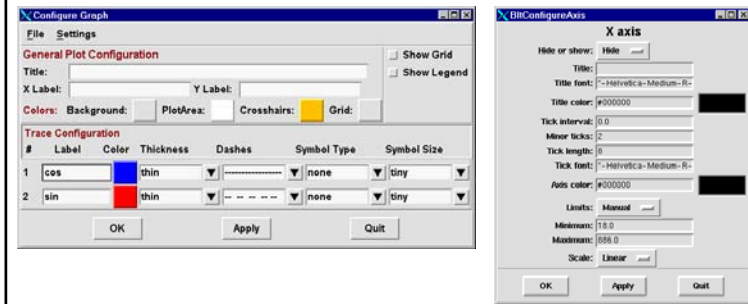 Configure Graph
File Settings
General Plot Configuration
Show Grid
Title:
Show Legend
X Label: Y Label:
Colors: Background: PlotArea: Crosshairs: Grid:
Trace Configuration
# Label Color Thickness Dashes Symbol Type Symbol Size
1 cos thin none tiny
2 sin thin none tiny
OK Apply Quit
BltConfigureAxis
X axis
Hide or show: Hide
Title:
Title font: "-Helvetica-Medium-R-
Title color: #000000
Tick interval: 0.0
Minor ticks: 2
Tick length: 8
Tick font: "-Helvetica-Medium-R-
Axis color: #000000
Limits: Manual
Minimum: 18.0
Maximum: 886.0
Scale: Linear
OK Apply Quit